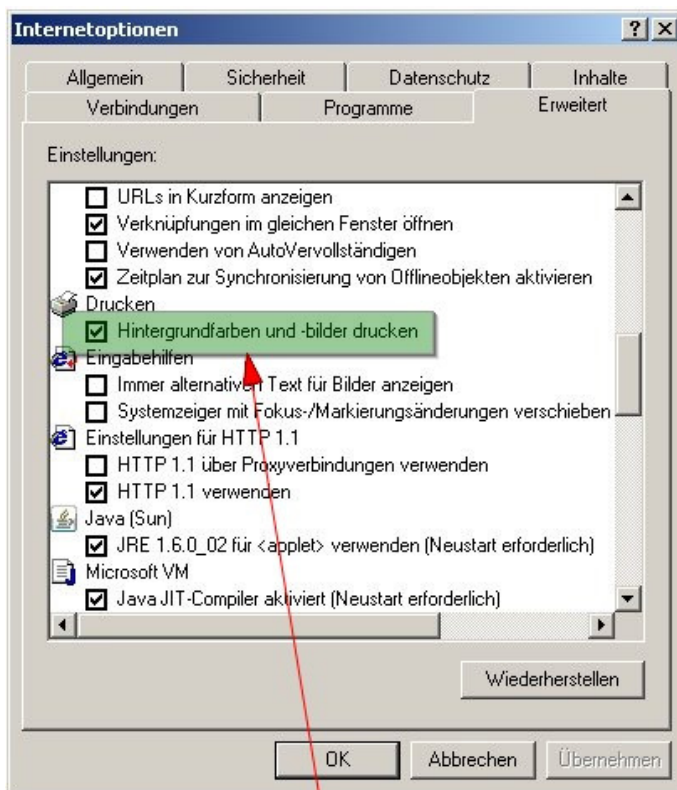 Internetoptionen
Allgemein Sicherheit Datenschutz Inhalte
Verbindungen Programme Erweitert
Einstellungen:
URLs in Kurzform anzeigen
Verknüpfungen im gleichen Fenster öffnen
Verwenden von AutoVervollständigen
Zeitplan zur Synchronisierung von Offlineobjekten aktivieren
Drucken
Hintergrundfarben und -bilder drucken
Eingabehilfen
Immer alternativen Text für Bilder anzeigen
Systemzeiger mit Fokus-/Markierungsänderungen verschieben
Einstellungen für HTTP 1.1
HTTP 1.1 über Proxyverbindungen verwenden
HTTP 1.1 verwenden
Java (Sun)
JRE 1.6.0_02 für <applet> verwenden (Neustart erforderlich)
Microsoft VM
Java JIT-Compiler aktiviert (Neustart erforderlich)
Wiederherstellen
OK Abbrechen Übernehmen